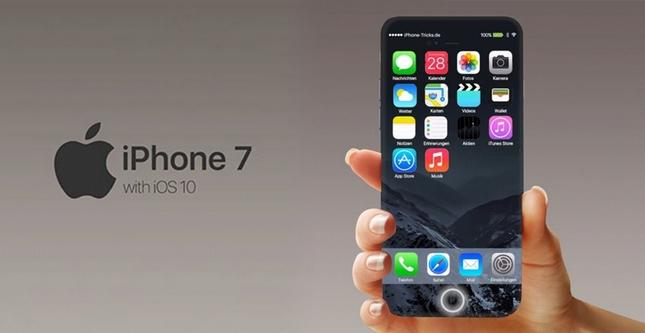 iPhone 7
with iOS 10
iPhone-Tricks.de
100%
28
Nachrichten Kalender Fotos Kamera
Wetter Karten Videos Wallet
Notizen Erinnerungen Aktien iTunes Store
App Store Musik
Telefon Safari Mail Einstellungen